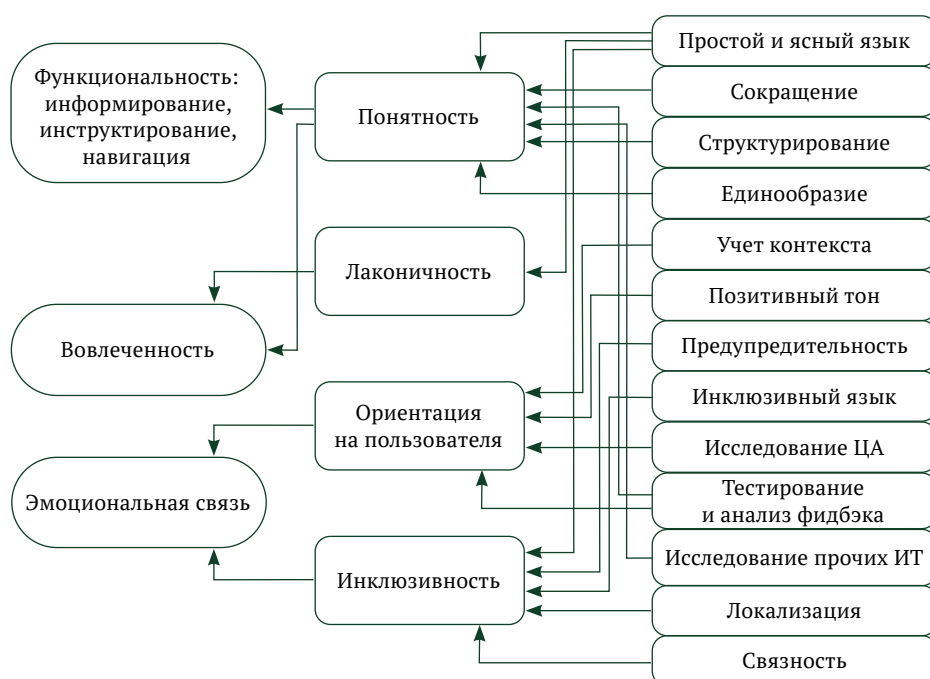 Функциональность:
информирование,
инструктирование,
навигация
Вовлеченность
Эмоциональная связь
Понятность
Лаконичность
Ориентация
на пользователя
Инклюзивность
Простой и ясный язык
Сокращение
Структурирование
Единообразие
Учет контекста
Позитивный тон
Предупредительность
Инклюзивный язык
Исследование ЦА
Тестирование
и анализ фидбэка
Исследование прочих ИТ
Локализация
Связность